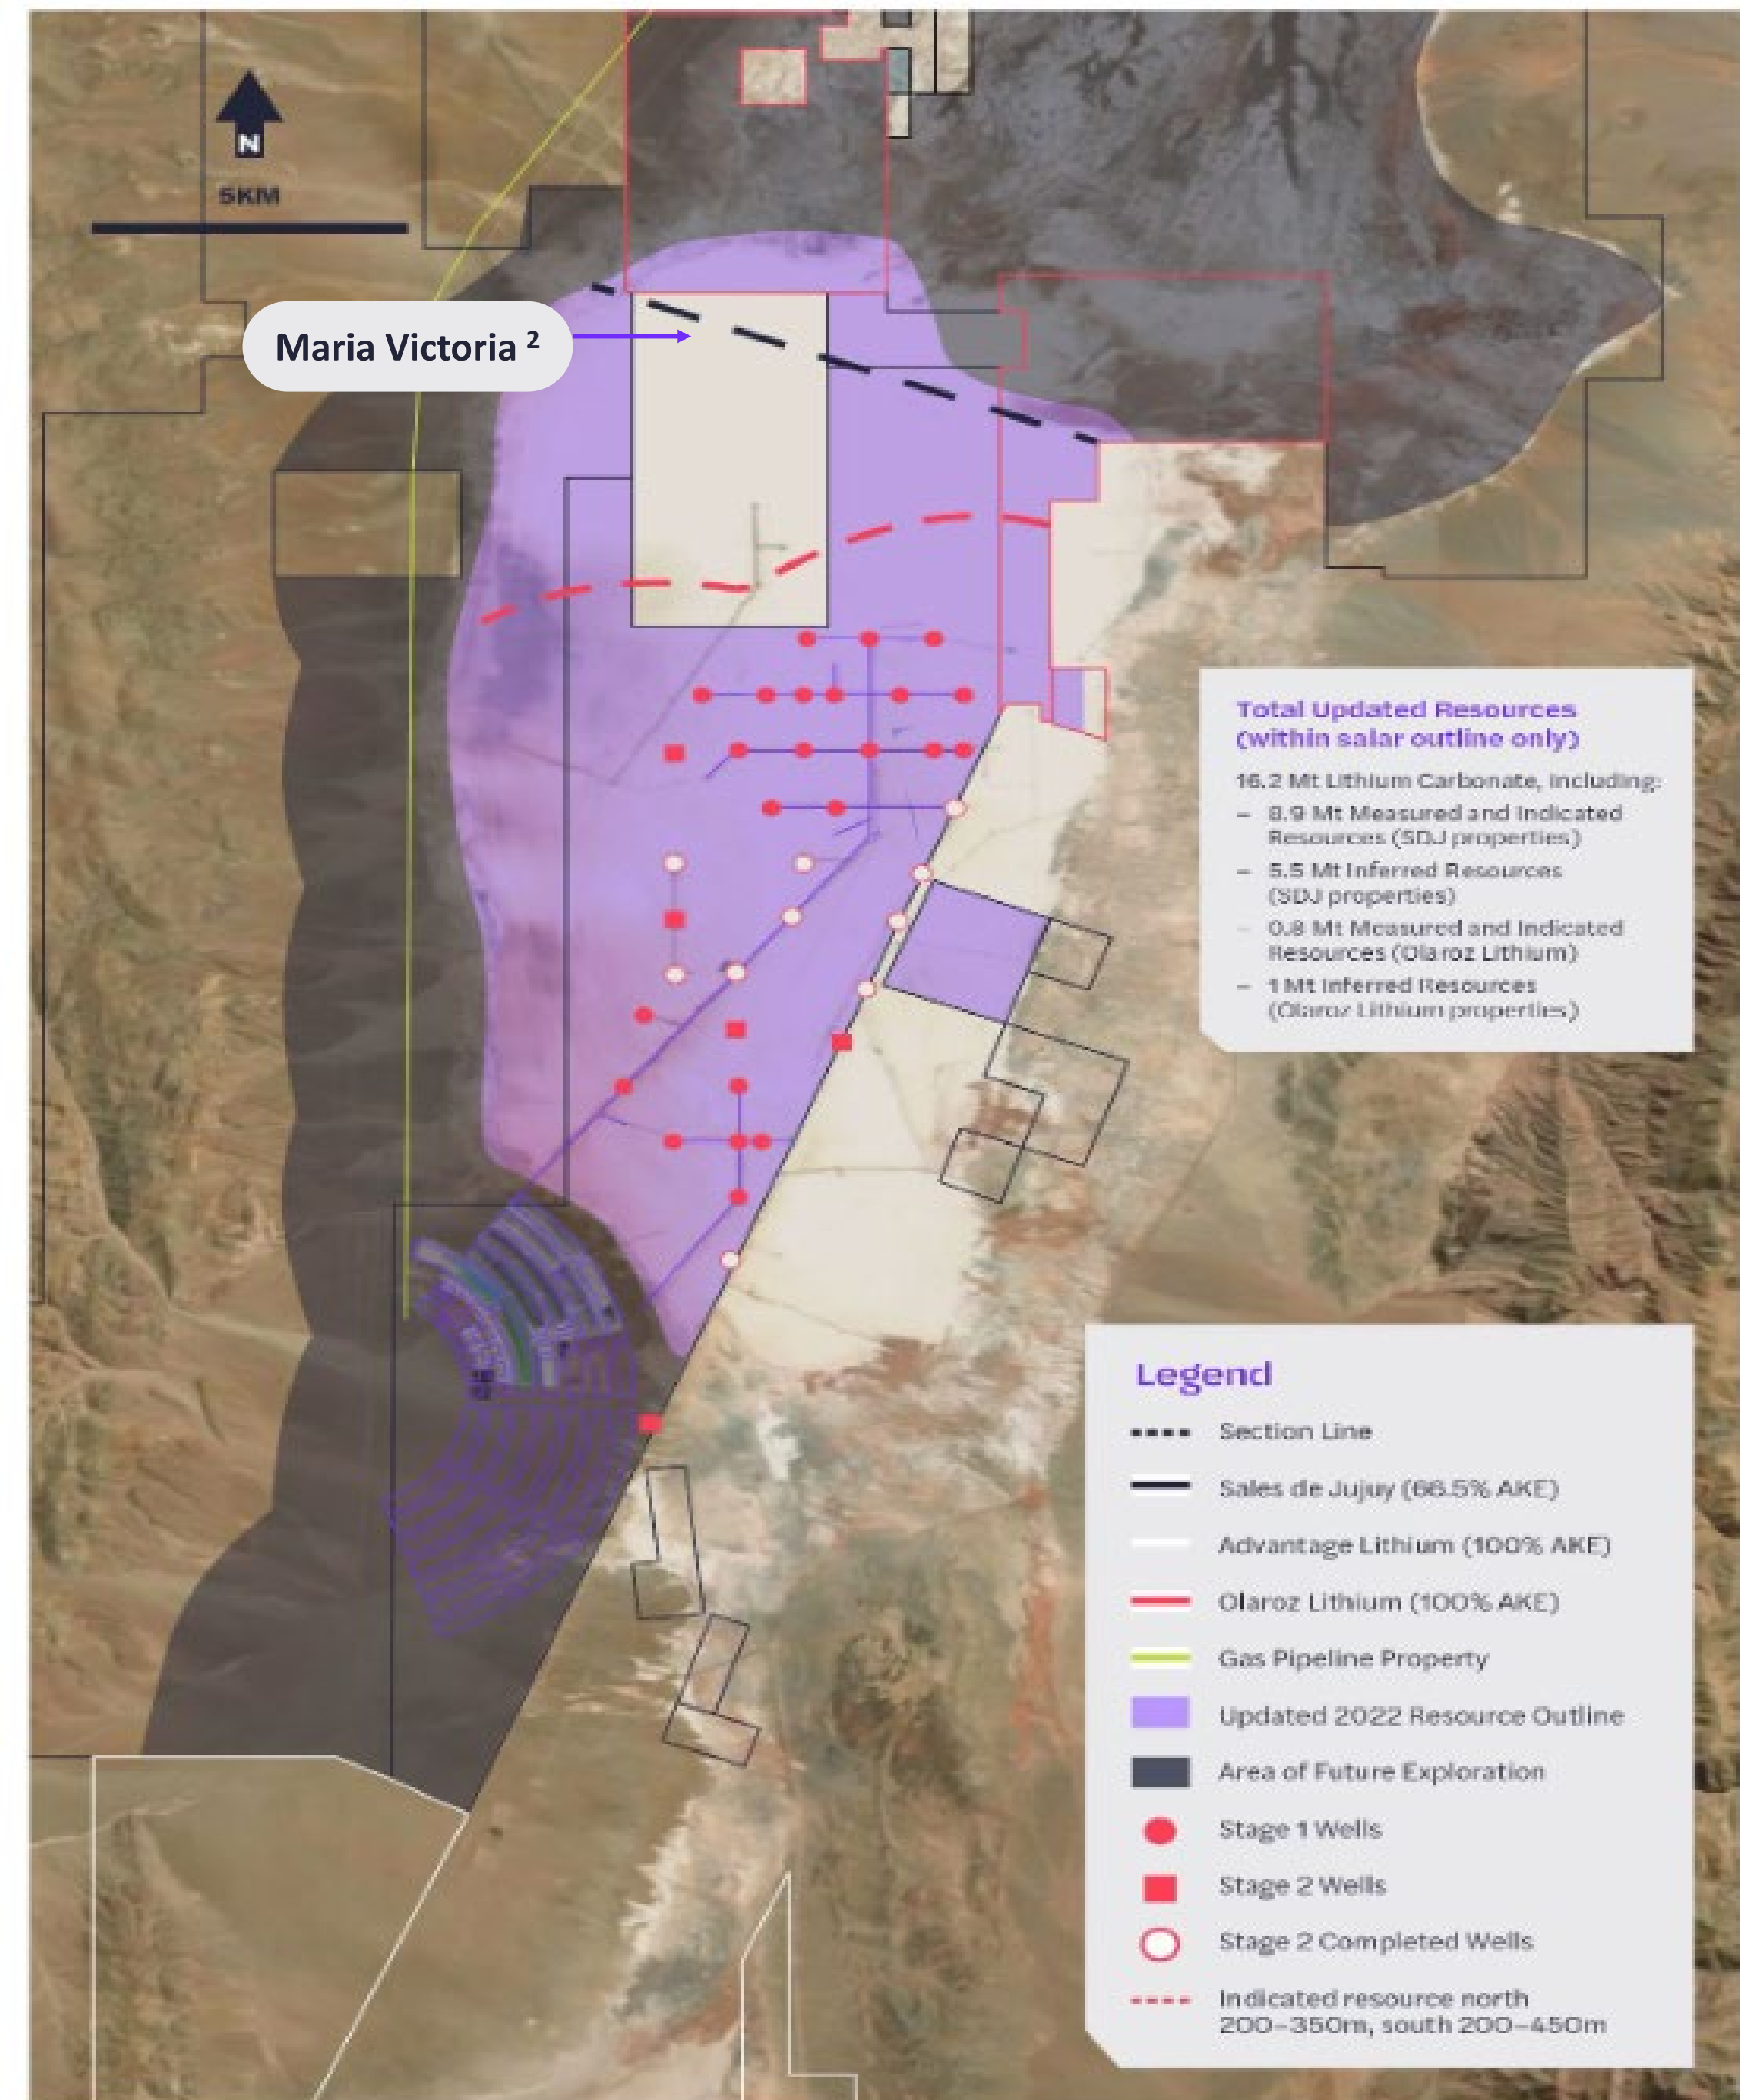 N
5KM
Maria Victoria 2
Total Updated Resources
(within salar outline only)
16.2 Mt Lithium Carbonate, including:
– 8.9 Mt Measured and Indicated
Resources (SDJ properties)
– 5.5 Mt Inferred Resources
(SDJ properties)
– 0.8 Mt Measured and Indicated
Resources (Olaroz Lithium)
– 1 Mt Inferred Resources
(Olaroz Lithium properties)
Legend
Section Line
Sales de Jujuy (66.5% AKE)
Advantage Lithium (100% AKE)
Olaroz Lithium (100% AKE)
Gas Pipeline Property
Updated 2022 Resource Outline
Area of Future Exploration
Stage 1 Wells
Stage 2 Wells
Stage 2 Completed Wells
Indicated resource north
200–350m, south 200–450m